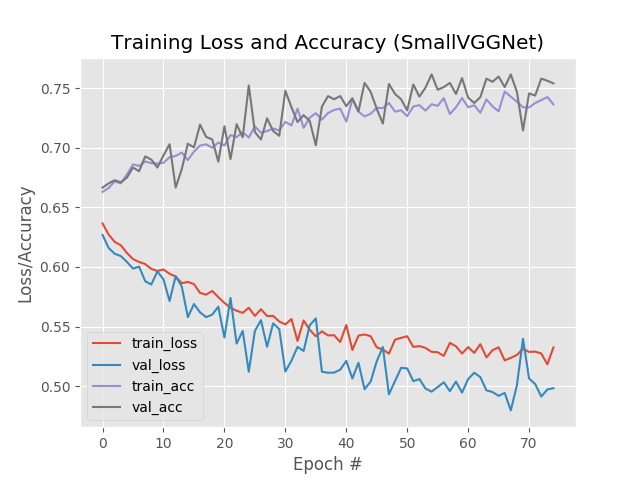 Training Loss and Accuracy (SmallVGGNet)
Loss/Accuracy
0.75
0.70
0.65
0.60
0.55
0.50
train_loss
val_loss
train_acc
val_acc
0 10 20 30 40 50 60 70
Epoch #